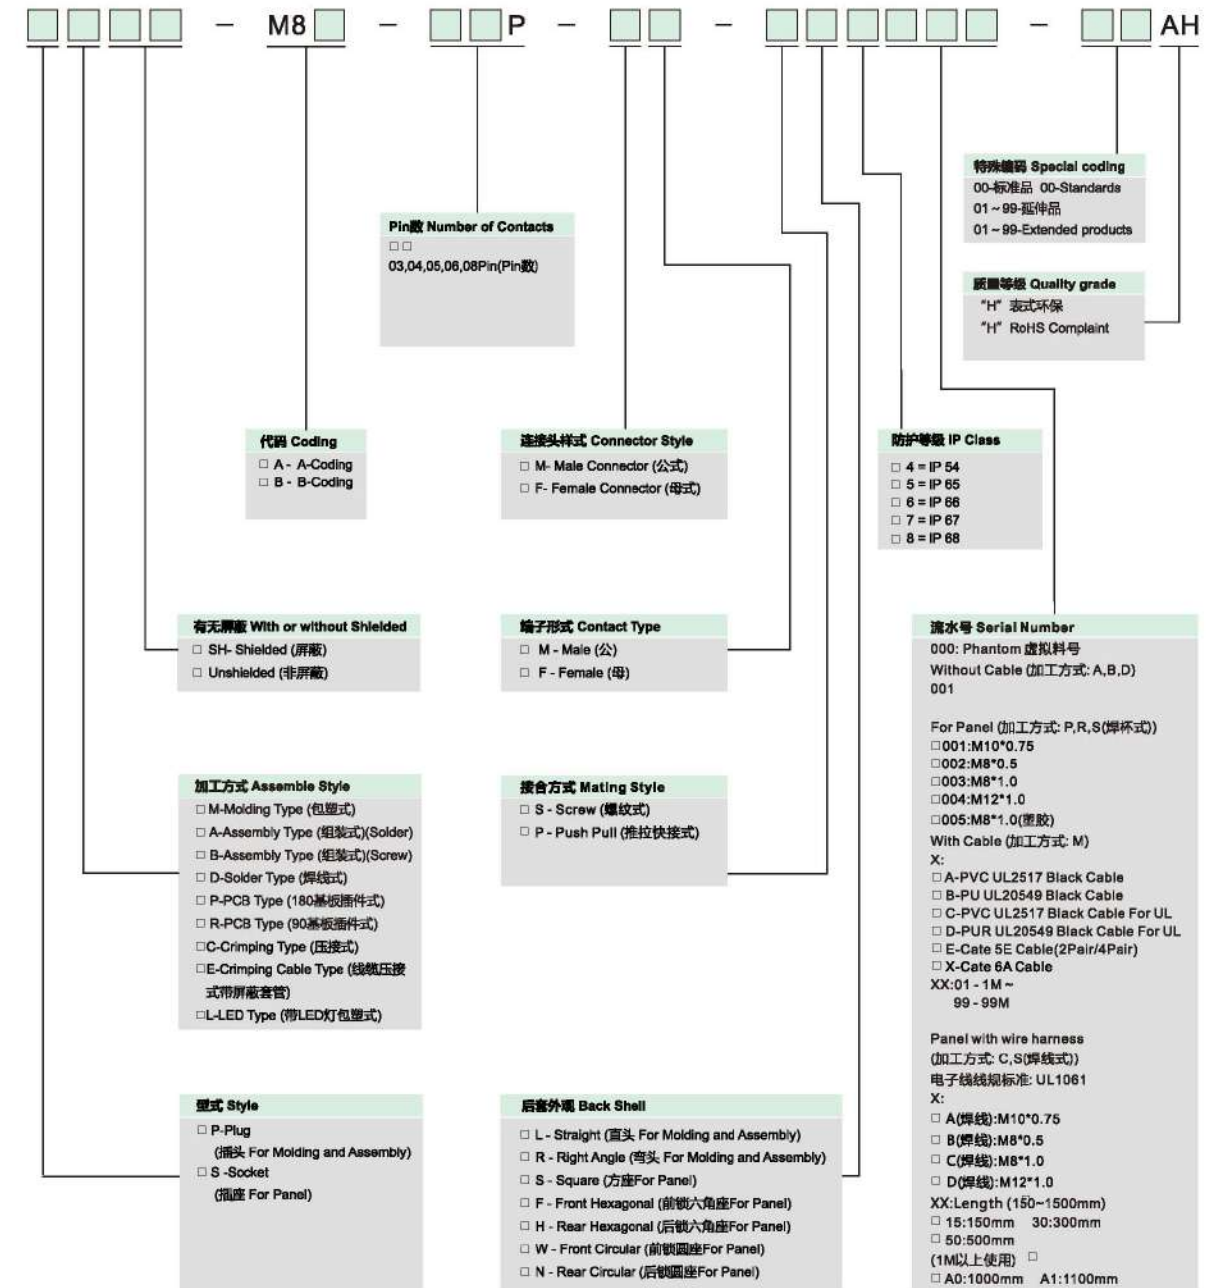 □□□□ - M8□ - □□P - □□ - □□□□□ - □□AH
特殊编码 Special coding
00-标准品 00-Standards
01~99-延伸品
01~99-Extended products
Pin数 Number of Contacts
□□
03,04,05,06,08Pin(Pin数)
质量等级 Quality grade
"H" 表式环保
"H" RoHS Complaint
代码 Coding
□ A - A-Coding
□ B - B-Coding
连接头样式 Connector Style
□ M- Male Connector (公式)
□ F- Female Connector (母式)
防护等级 IP Class
□ 4 = IP 54
□ 5 = IP 65
□ 6 = IP 66
□ 7 = IP 67
□ 8 = IP 68
有无屏蔽 With or without Shielded
□ SH- Shielded (屏蔽)
□ Unshielded (非屏蔽)
端子形式 Contact Type
□ M - Male (公)
□ F - Female (母)
加工方式 Assemble Style
□ M-Molding Type (包塑式)
□ A-Assembly Type (组装式)(Solder)
□ B-Assembly Type (组装式)(Screw)
□ D-Solder Type (焊线式)
□ P-PCB Type (180基板插件式)
□ R-PCB Type (90基板插件式)
□C-Crimping Type (压接式)
□E-Crimping Cable Type (线缆压接
式带屏蔽套管)
□L-LED Type (带LED灯包塑式)
接合方式 Mating Style
□ S - Screw (螺纹式)
□ P - Push Pull (推拉快接式)
流水号 Serial Number
000: Phantom 虚拟料号
Without Cable (加工方式: A,B,D)
001
For Panel (加工方式: P,R,S(焊杯式))
□001:M10*0.75
□002:M8*0.5
□003:M8*1.0
□004:M12*1.0
□005:M8*1.0(塑胶)
With Cable (加工方式: M)
X:
□ A-PVC UL2517 Black Cable
□ B-PU UL20549 Black Cable
□ C-PVC UL2517 Black Cable For UL
□ D-PUR UL20549 Black Cable For UL
□ E-Cate 5E Cable(2Pair/4Pair)
□ X-Cate 6A Cable
XX:01 - 1M ~
99 - 99M
Panel with wire harness
(加工方式: C,S(焊线式))
电子线线规标准: UL1061
X:
□ A(焊线):M10*0.75
□ B(焊线):M8*0.5
□ C(焊线):M8*1.0
□ D(焊线):M12*1.0
XX:Length (150~1500mm)
□ 15:150mm 30:300mm
□ 50:500mm
(1M以上使用) □
□ A0:1000mm A1:1100mm
型式 Style
□ P-Plug
(插头 For Molding and Assembly)
□ S -Socket
(插座 For Panel)
后套外观 Back Shell
□ L - Straight (直头 For Molding and Assembly)
□ R - Right Angle (弯头 For Molding and Assembly)
□ S - Square (方座For Panel)
□ F - Front Hexagonal (前锁六角座For Panel)
□ H - Rear Hexagonal (后锁六角座For Panel)
□ W - Front Circular (前锁圆座For Panel)
□ N - Rear Circular (后锁圆座For Panel)